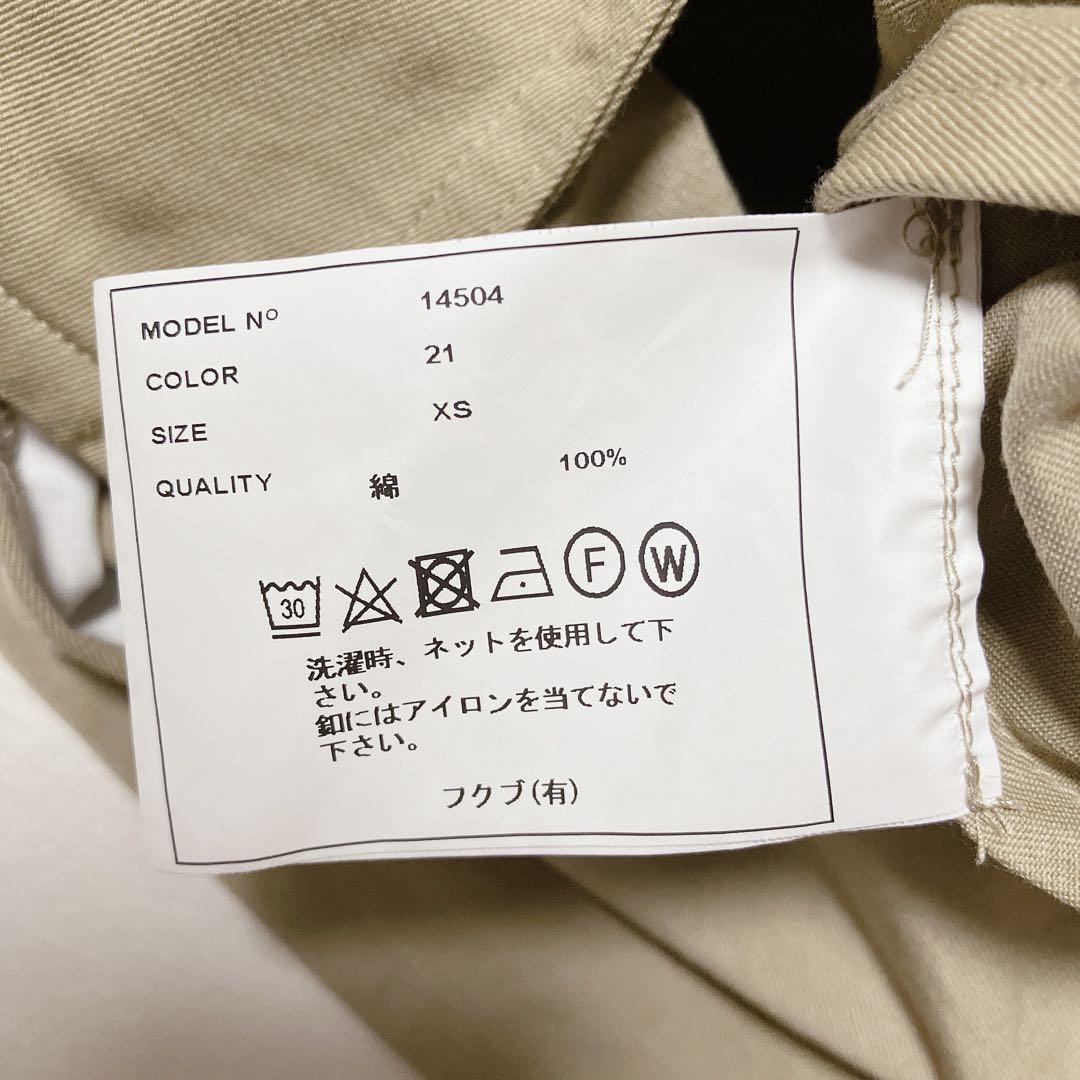 MODEL Nº 14504
COLOR 21
SIZE XS
QUALITY 綿 100%
30 F W
洗濯時、ネットを使用して下
さい。
釦にはアイロンを当てないで
下さい。
フクブ(有)